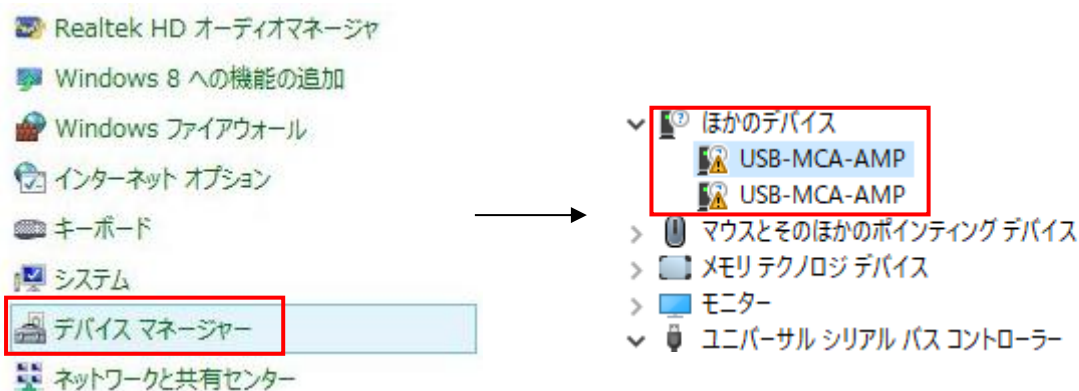 Realtek HD オーディオマネージャ
Windows 8 への機能の追加
Windows ファイアウォール
インターネット オプション
キーボード
システム
デバイス マネージャー
ネットワークと共有センター
ほかのデバイス
USB-MCA-AMP
USB-MCA-AMP
マウスとそのほかのポインティング デバイス
メモリ テクノロジ デバイス
モニター
ユニバーサル シリアル バス コントローラー